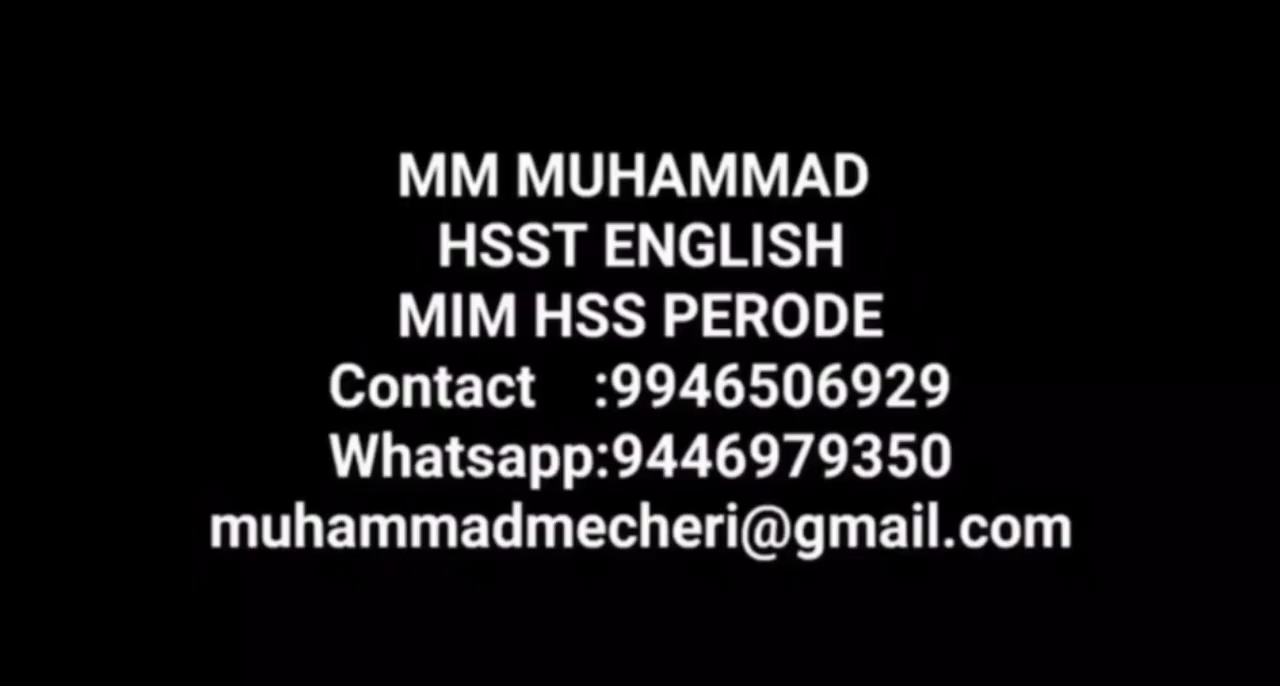 MM MUHAMMAD
HSST ENGLISH
MIM HSS PERODE
Contact :9946506929
Whatsapp:9446979350
muhammadmecheri@gmail.com